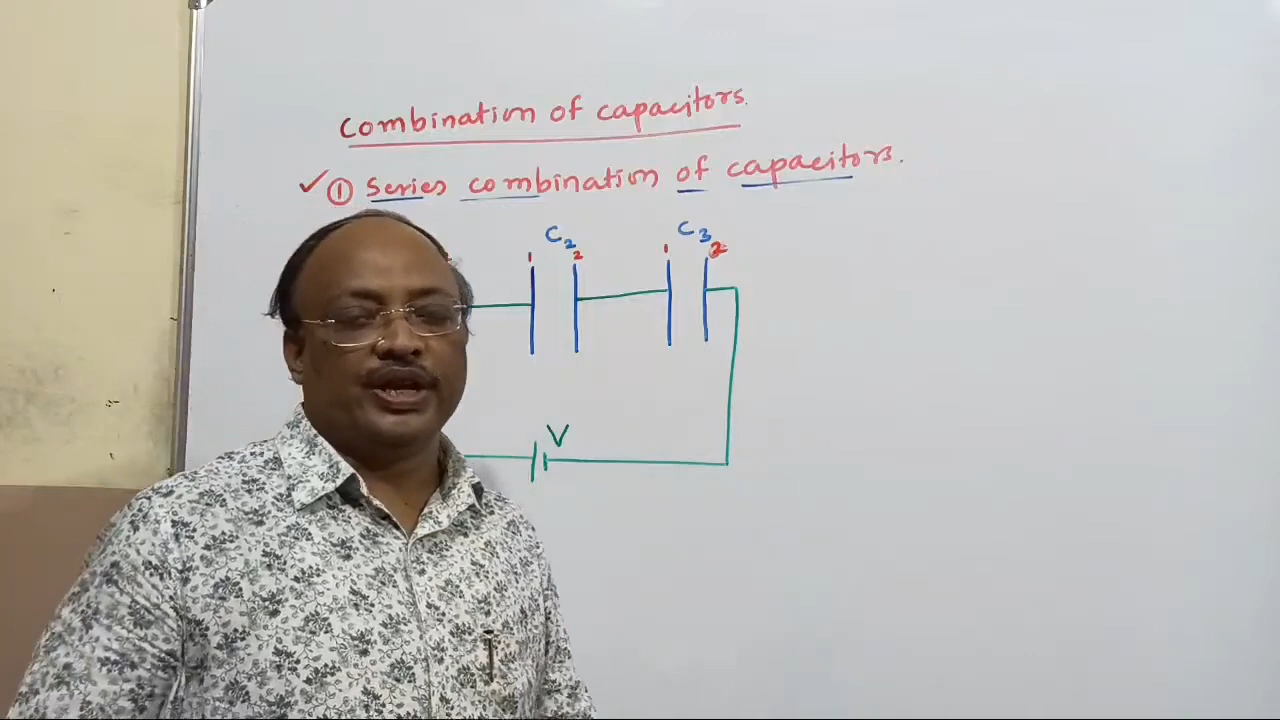 Combination of capacitors.
✓ ① Series combination of capacitors.
C2 C3
1 2 1 2
V